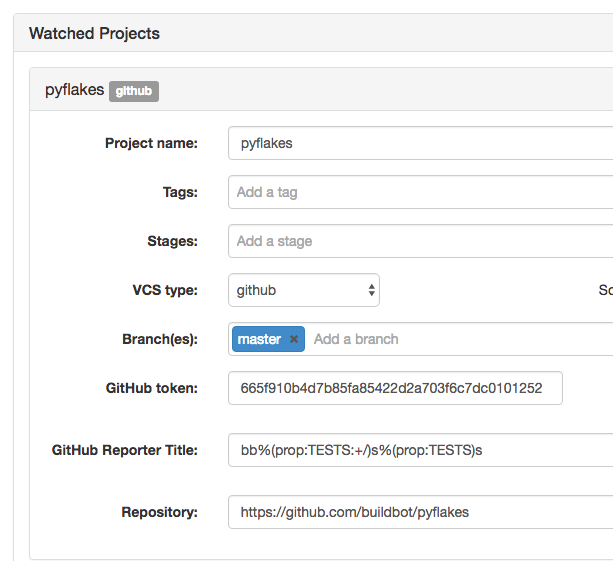 Watched Projects
pyflakes github
Project name: pyflakes
Tags: Add a tag
Stages: Add a stage
VCS type: github Sc
Branch(es): master × Add a branch
GitHub token: 665f910b4d7b85fa85422d2a703f6c7dc0101252
GitHub Reporter Title: bb%(prop:TESTS:+/)s%(prop:TESTS)s
Repository: https://github.com/buildbot/pyflakes